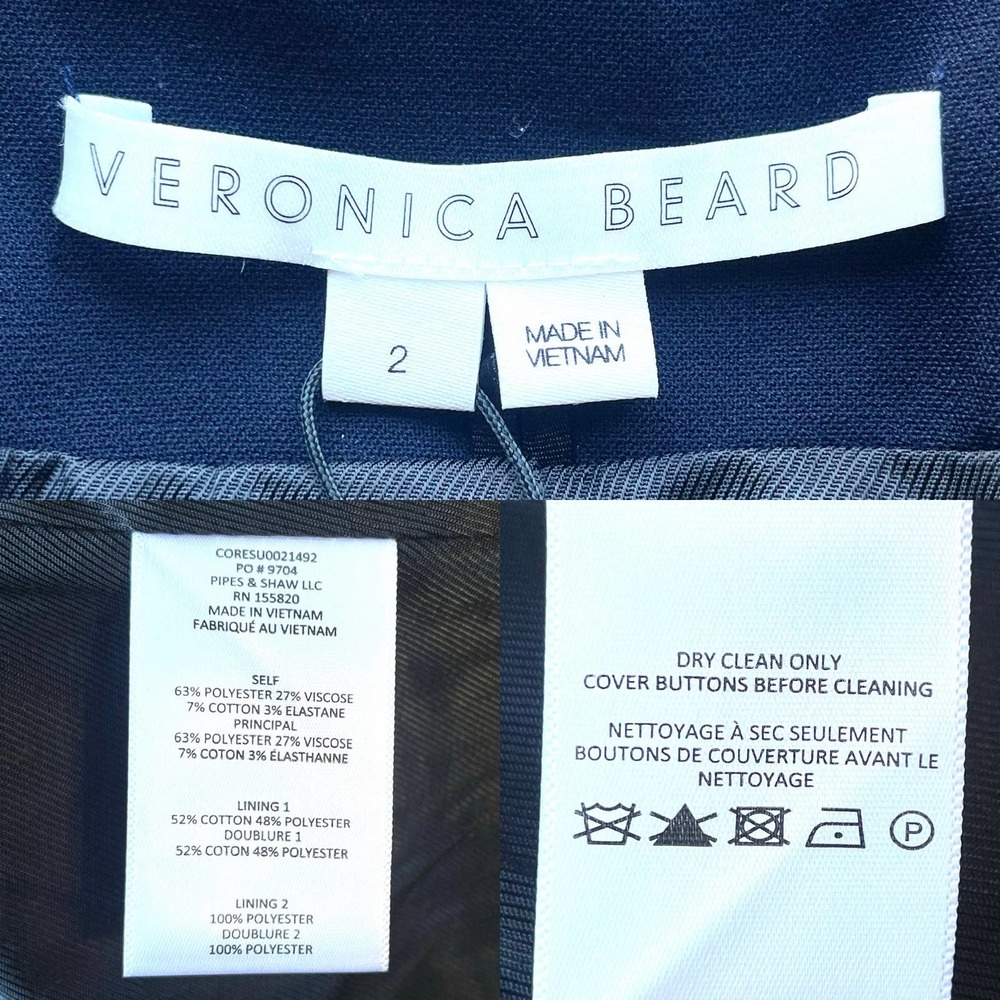 VERONICA BEARD
2
MADE IN
VIETNAM
CORESU0021492
PO # 9704
PIPES & SHAW LLC
RN 155820
MADE IN VIETNAM
FABRIQUÉ AU VIETNAM
SELF
63% POLYESTER 27% VISCOSE
7% COTTON 3% ELASTANE
PRINCIPAL
63% POLYESTER 27% VISCOSE
7% COTON 3% ÉLASTHANNE
LINING 1
52% COTTON 48% POLYESTER
DOUBLURE 1
52% COTON 48% POLYESTER
LINING 2
100% POLYESTER
DOUBLURE 2
100% POLYESTER
DRY CLEAN ONLY
COVER BUTTONS BEFORE CLEANING
NETTOYAGE À SEC SEULEMENT
BOUTONS DE COUVERTURE AVANT LE
NETTOYAGE
P